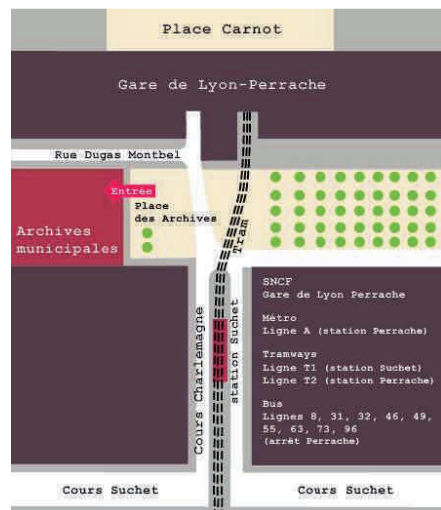 Place Carnot
Gare de Lyon-Perrache
Rue Dugas Montbel
Entrée
Place
des Archives
Archives
municipales
Tram
Cours Charlemagne
station Suchet
SNCF
Gare de Lyon Perrache
Métro
Ligne A (station Perrache)
Tramways
Ligne T1 (station Suchet)
Ligne T2 (station Perrache)
Bus
Lignes 8, 31, 32, 46, 49,
55, 63, 73, 96
(arrêt Perrache)
Cours Suchet
Cours Suchet